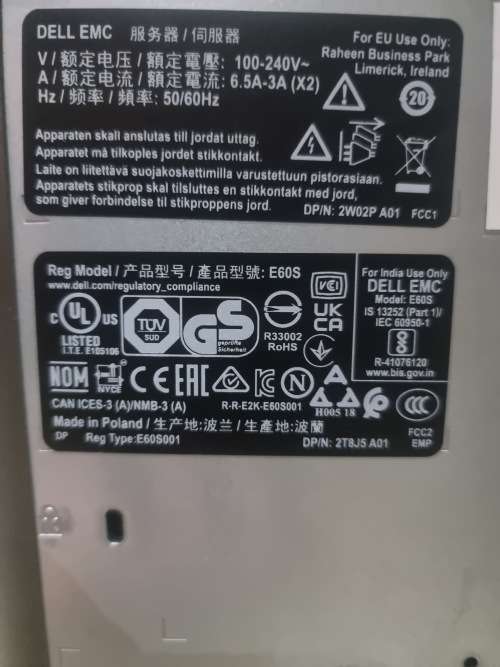 DELL EMC 服务器 / 伺服器
V / 额定电压 / 額定電壓: 100-240V~
A / 额定电流 / 額定電流: 6.5A-3A (X2)
Hz / 频率 / 頻率: 50/60Hz
For EU Use Only:
Raheen Business Park
Limerick, Ireland
20
Apparaten skall anslutas till jordat uttag.
Apparatet må tilkoples jordet stikkontakt.
Laite on liitettävä suojakoskettimilla varustettuun pistorasiaan.
Apparatets stikprop skal tilsluttes en stikkontakt med jord,
som giver forbindelse til stikproppens jord.
DP/N: 2W02P A01 FCC1
Reg Model / 产品型号 / 產品型號: E60S
www.dell.com/regulatory_compliance
C UL US
LISTED
I.T.E. E105106
TÜV
SUD
GS
geprüfte
Sicherheit
R33002
RoHS
VCI
UK
CA
For India Use Only
DELL EMC
Model: E60S
IS 13252 (Part 1)/
IEC 60950-1
R-41076120
www.bis.gov.in
NOM
NYCE
CE EAC
N
R-R-E2K-E60S001
H005 18
CCC
CAN ICES-3 (A)/NMB-3 (A)
Made in Poland / 生产地:波兰 / 生產地:波蘭
DP Reg Type:E60S001
DP/N: 2T8J5 A01
FCC2
EMP